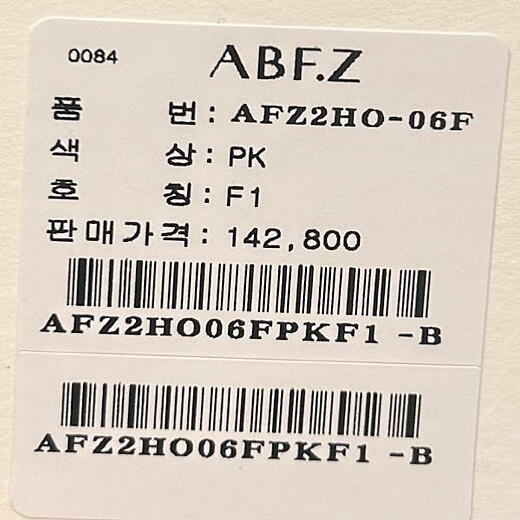 0084 ABF.Z
품 번 : AFZ2HO-06F
색 상 : PK
호 칭 : F1
판매가격 : 142,800
AFZ2HO06FPKF1 -B
AFZ2HO06FPKF1 -B